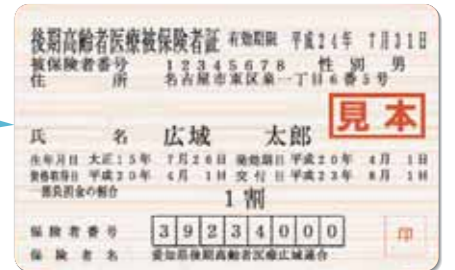 後期高齢者医療被保険者証 有効期限 平成24年 7月31日
被保険者番号 12345678 性別 男
住所 名古屋市東区泉一丁目6番5号
見本
氏名 広域 太郎
生年月日 大正15年 7月26日 発効期日 平成20年 4月 1日
資格取得日 平成20年 4月 1日 交付日 平成23年 8月 1日
一部負担金の割合 1割
保険者番号 39234000
保険者名 愛知県後期高齢者医療広域連合
印